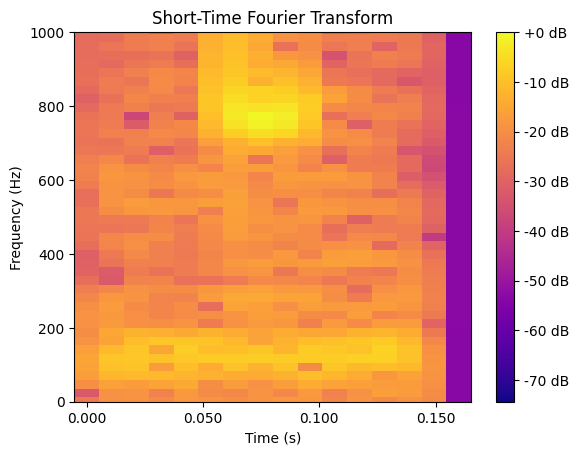 Short-Time Fourier Transform
Frequency (Hz)
1000
800
600
400
200
0
0.000
0.050
0.100
0.150
Time (s)
+0 dB
-10 dB
-20 dB
-30 dB
-40 dB
-50 dB
-60 dB
-70 dB